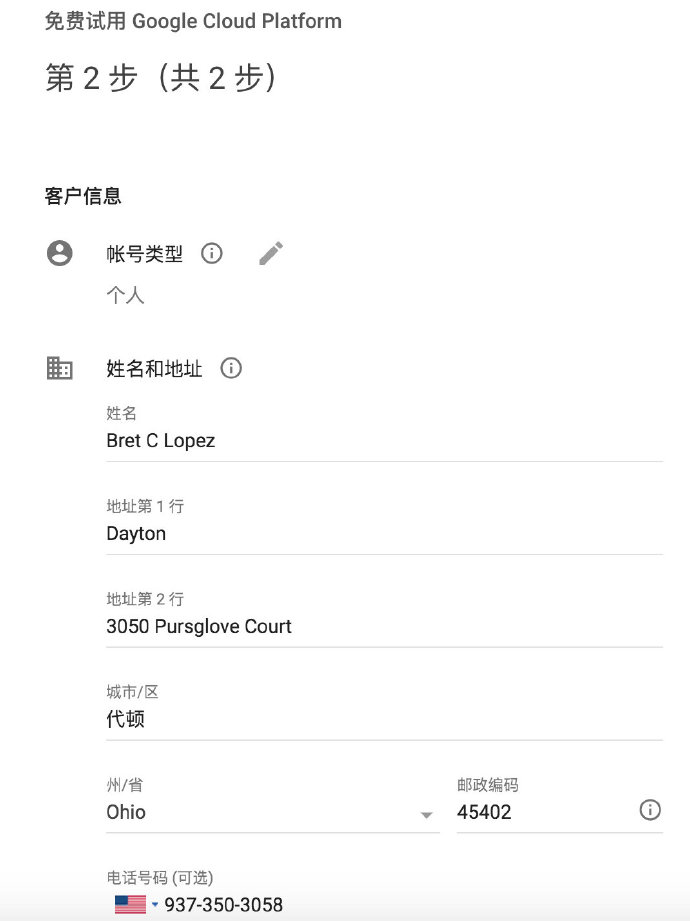 免费试用 Google Cloud Platform
第 2 步（共 2 步）
客户信息
帐号类型
个人
姓名和地址
姓名
Bret C Lopez
地址第 1 行
Dayton
地址第 2 行
3050 Pursglove Court
城市/区
代顿
州/省 邮政编码
Ohio 45402
电话号码 (可选)
937-350-3058